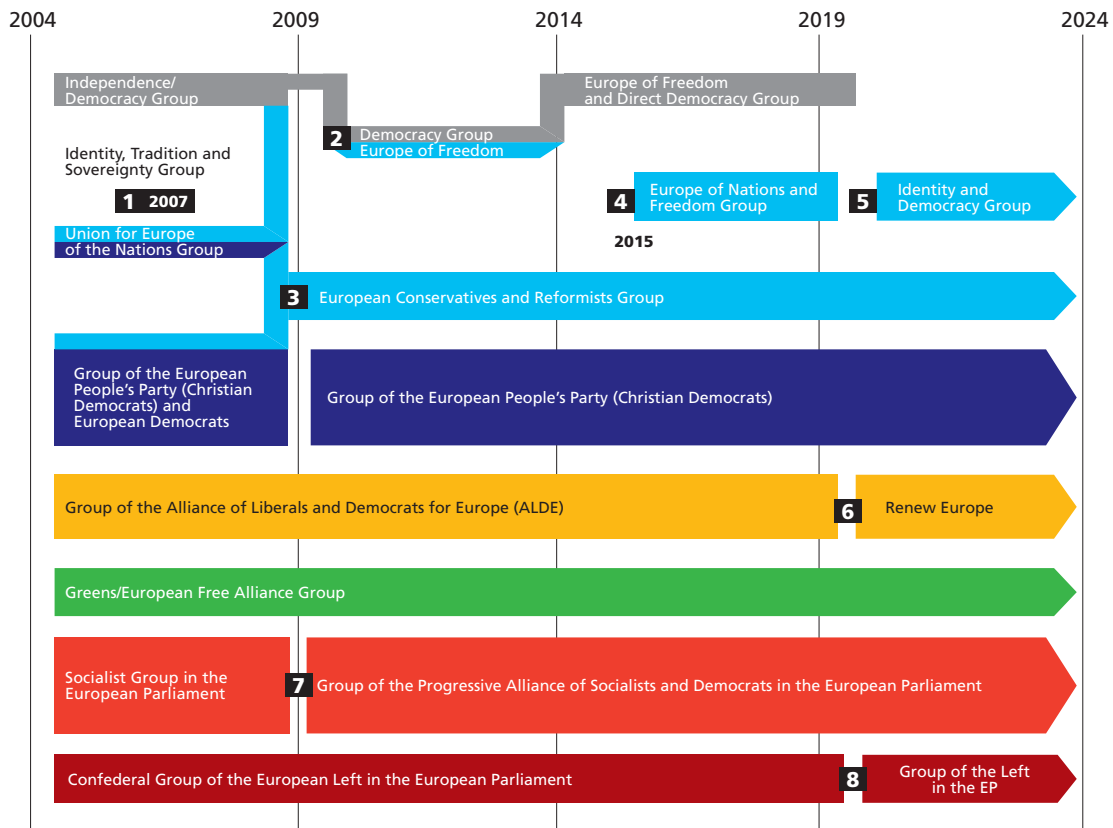 2004 2009 2014 2019 2024
Independence/
Democracy Group
Europe of Freedom
and Direct Democracy Group
2 Democracy Group
Europe of Freedom
Identity, Tradition and
Sovereignty Group
1 2007
4 Europe of Nations and
Freedom Group
2015
5 Identity and
Democracy Group
Union for Europe
of the Nations Group
3 European Conservatives and Reformists Group
Group of the European
People's Party (Christian
Democrats) and
European Democrats
Group of the European People's Party (Christian Democrats)
Group of the Alliance of Liberals and Democrats for Europe (ALDE)
6 Renew Europe
Greens/European Free Alliance Group
Socialist Group in the
European Parliament
7 Group of the Progressive Alliance of Socialists and Democrats in the European Parliament
Confederal Group of the European Left in the European Parliament
8 Group of the Left
in the EP